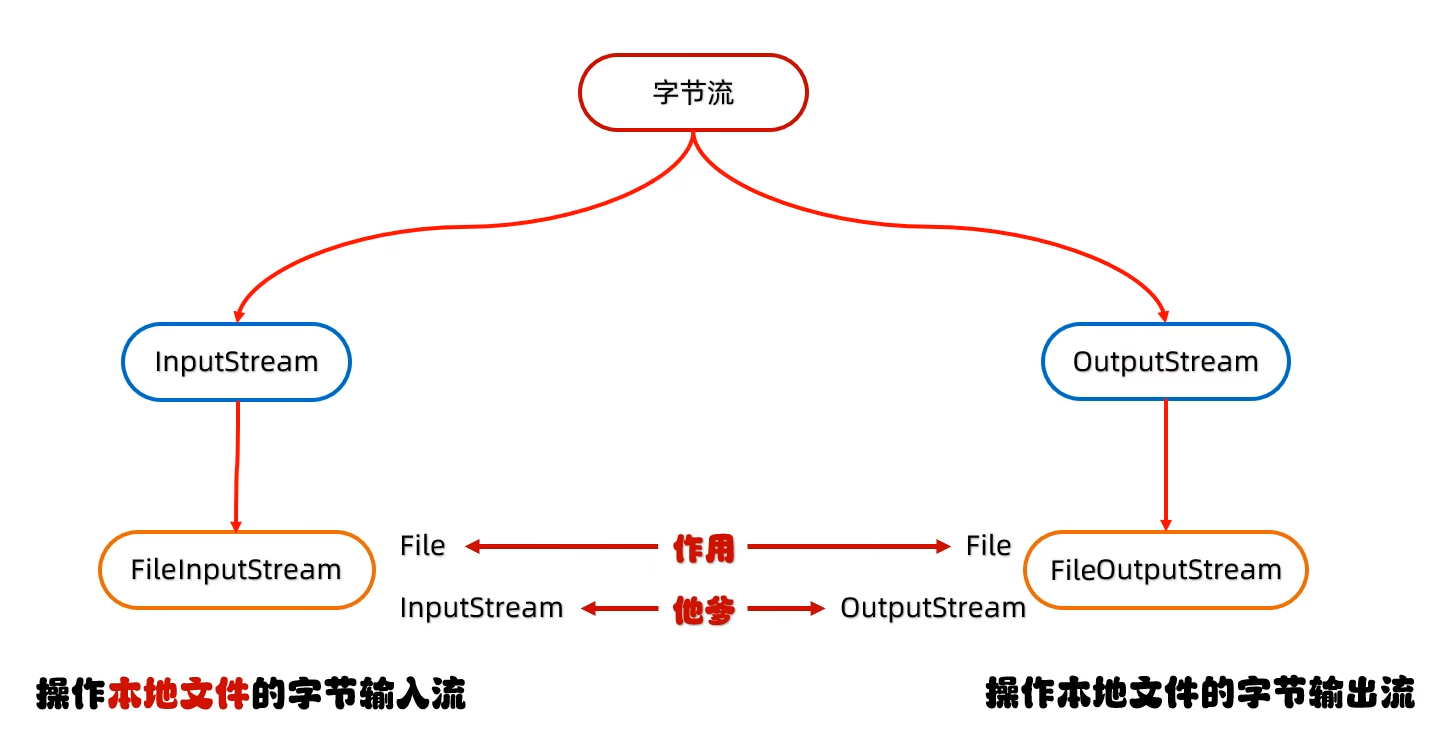 字节流
InputStream
OutputStream
File
作用
File
FileInputStream
FileOutputStream
InputStream
他爹
OutputStream
操作本地文件的字节输入流
操作本地文件的字节输出流